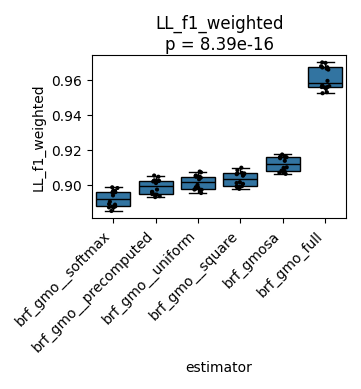 LL_f1_weighted
p = 8.39e-16
LL_f1_weighted
0.96
0.94
0.92
0.90
brf_gmo__softmax
brf_gmo__precomputed
brf_gmo__uniform
brf_gmo__square
brf_gmosa
brf_gmo_full
estimator